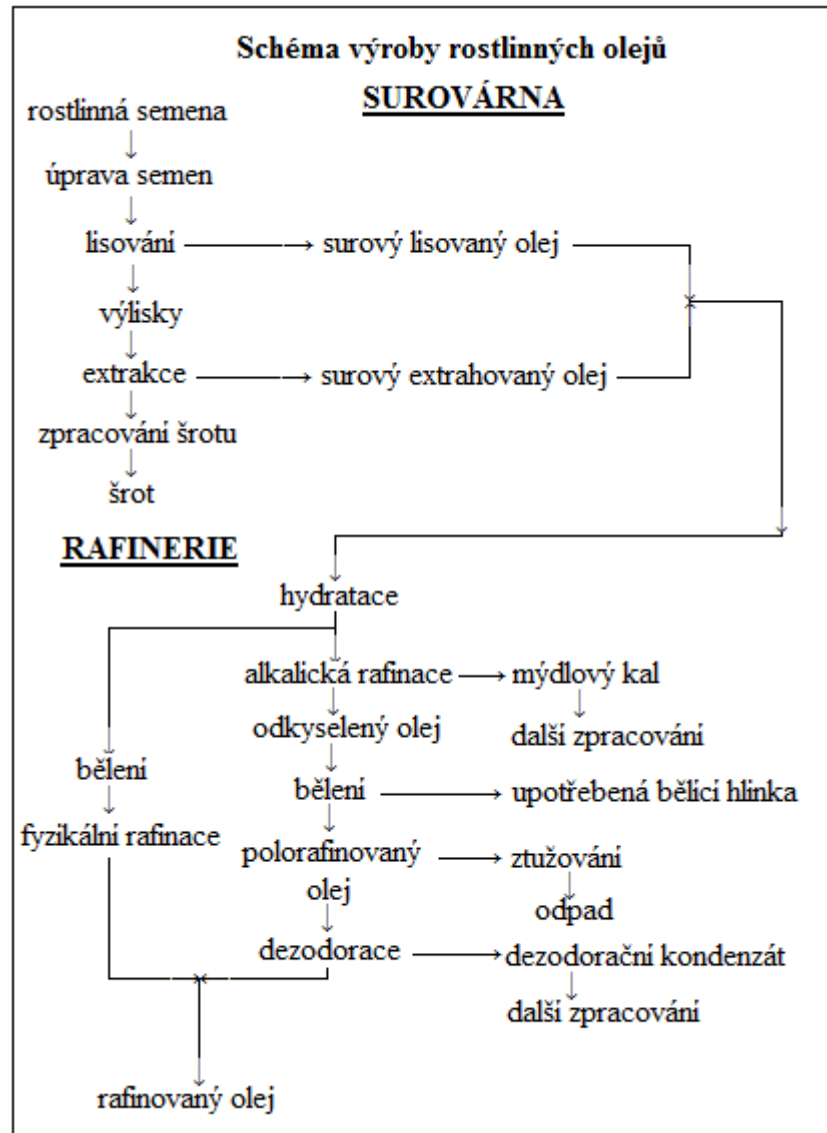 Schéma výroby rostlinných olejů
SUROVÁRNA
rostlinná semena
úprava semen
lisování
surový lisovaný olej
výlisky
extrakce
surový extrahovaný olej
zpracování šrotu
šrot
RAFINERIE
hydratace
alkalická rafinace
mýdlový kal
odkyselený olej
další zpracování
bělení
bělení
upotřebená bělící hlinka
fyzikální rafinace
polorafinovaný
ztužování
olej
odpad
dezodorace
dezodorační kondenzát
další zpracování
rafinovaný olej